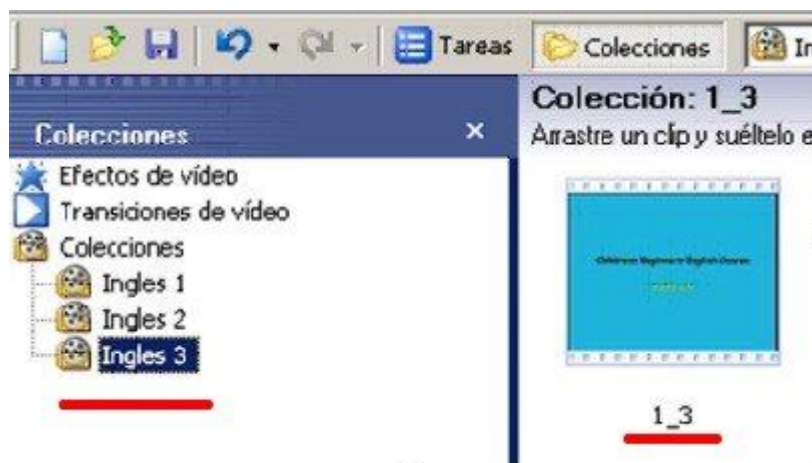 Tareas
Colecciones
In
Colecciones
Efectos de vídeo
Transiciones de vídeo
Colecciones
Ingles 1
Ingles 2
Ingles 3
Colección: 1_3
Arrastre un clip y suéltelo e
1_3